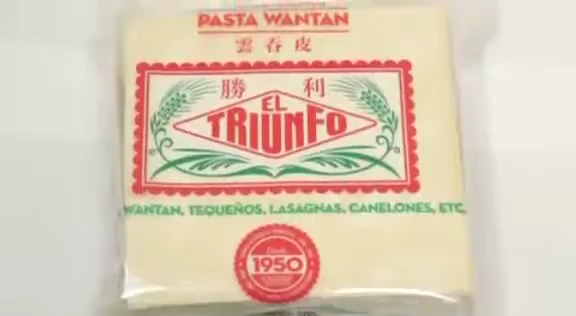 PASTA WANTAN
雲吞皮
勝利
EL
TRIUNFO
WANTAN, TEQUEÑOS, LASAGNAS, CANELONES, ETC.
1950